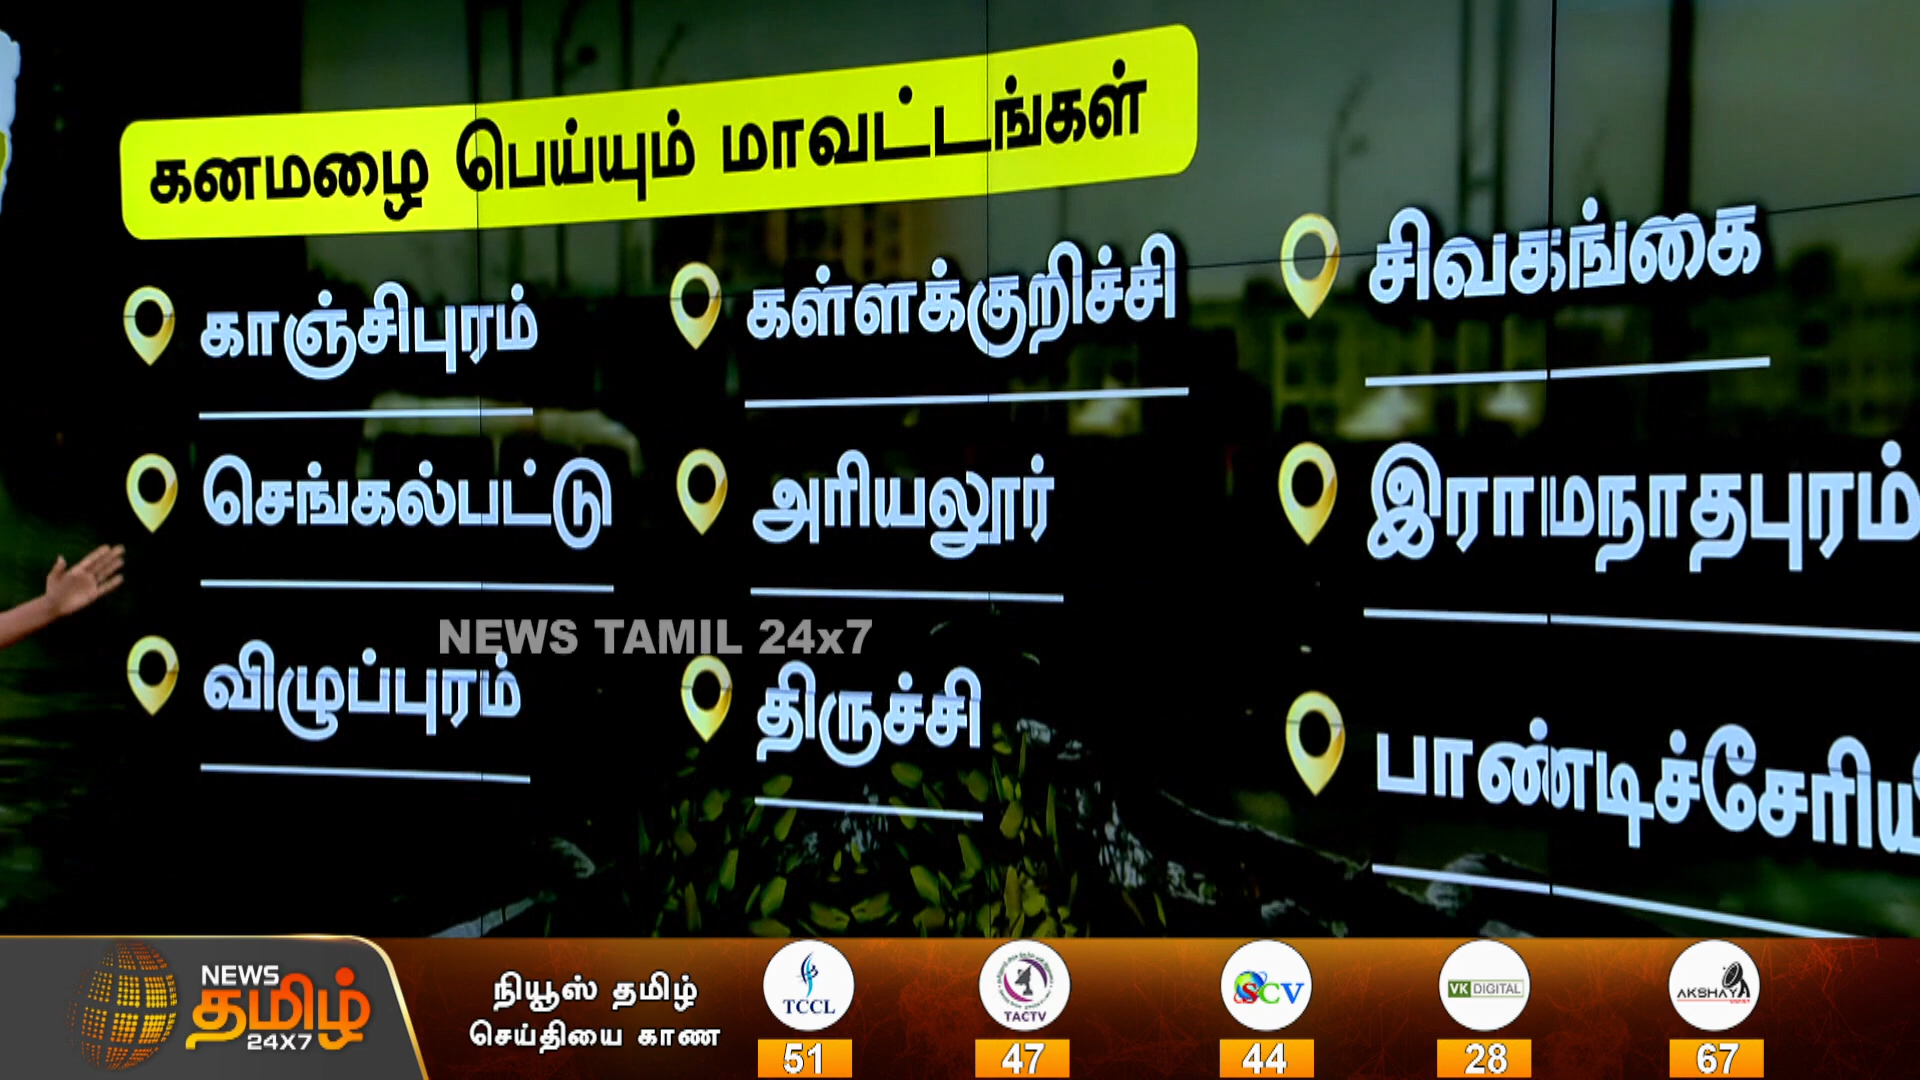 கனமழை பெய்யும் மாவட்டங்கள்
காஞ்சிபுரம்
செங்கல்பட்டு
விழுப்புரம்
கள்ளக்குறிச்சி
அரியலூர்
திருச்சி
சிவகங்கை
இராமநாதபுரம்
NEWS TAMIL 24x7
NEWS
தமிழ்
24X7
நியூஸ் தமிழ்
செய்தியை காண
TCCL
51
TACTV
47
SCV
44
VK DIGITAL
28
AKSHAYA
67